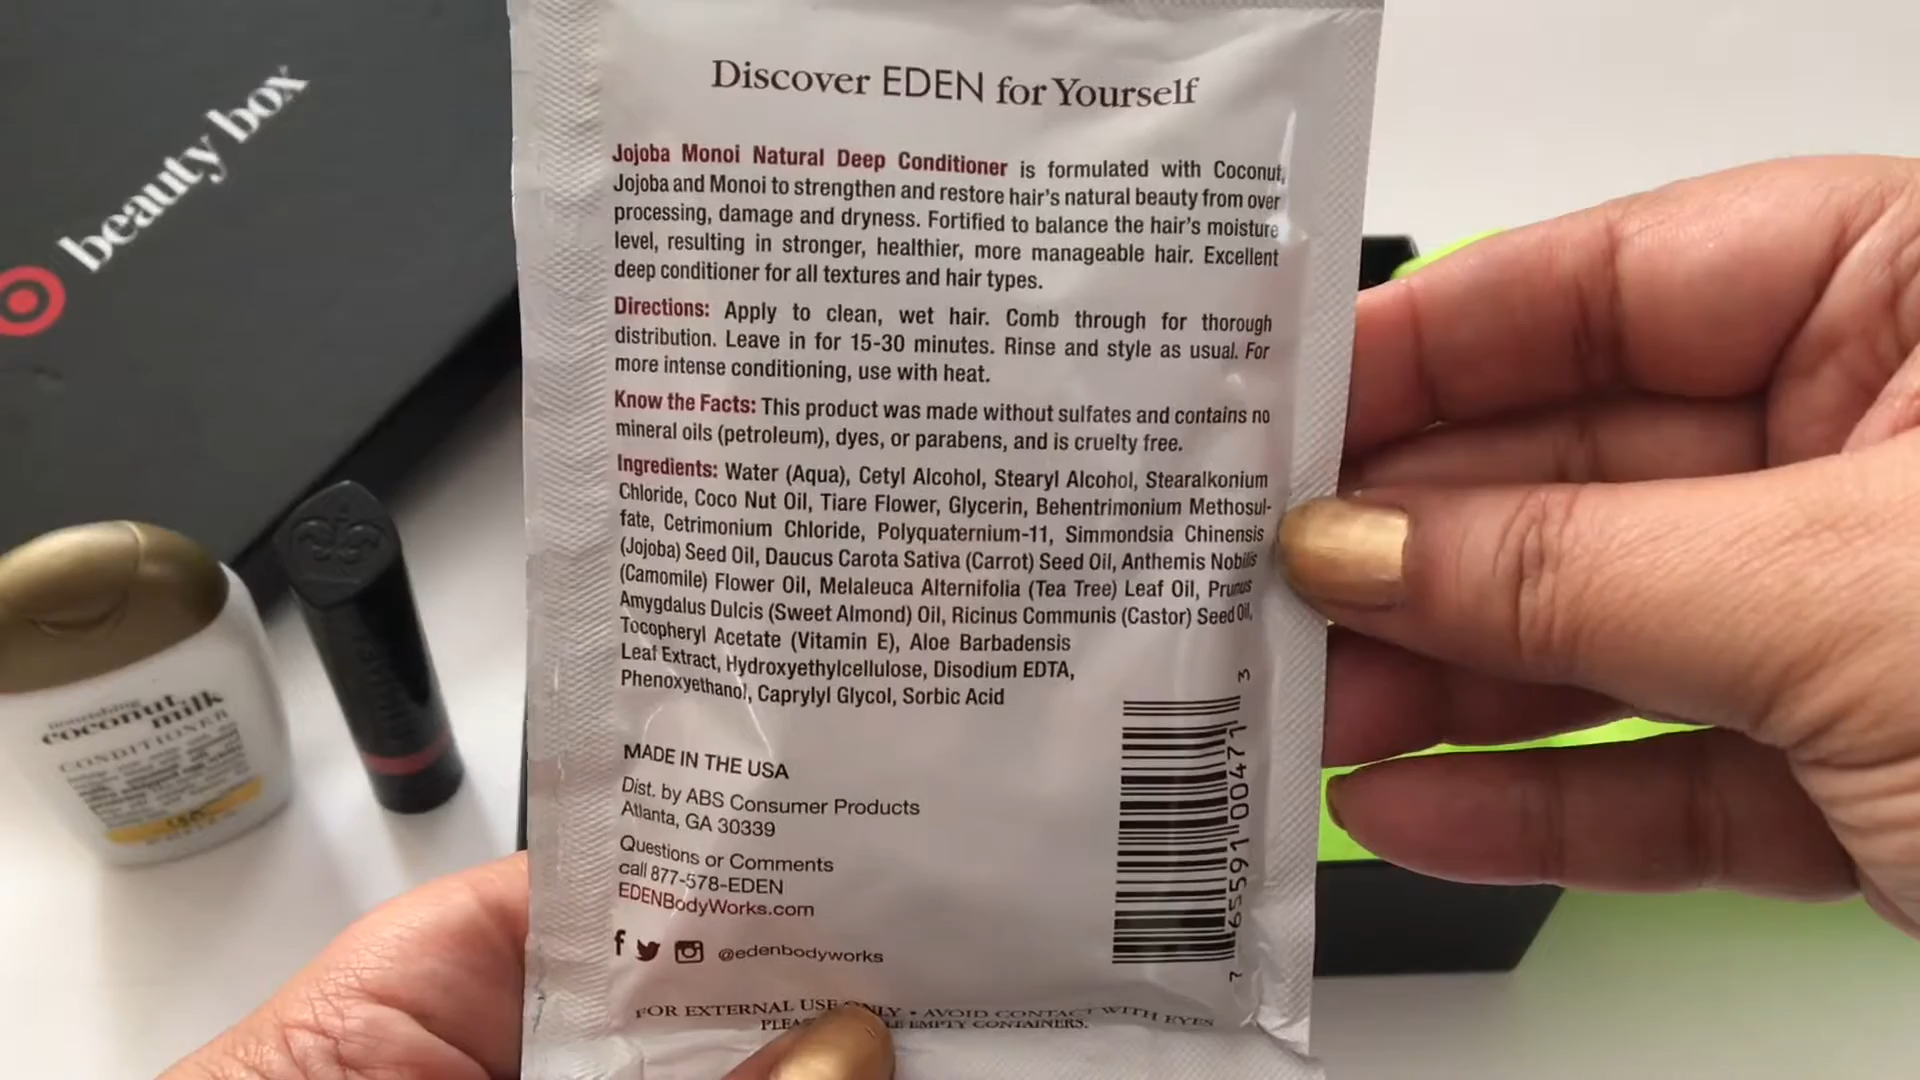 beauty box
Discover EDEN for Yourself
Jojoba Monoi Natural Deep Conditioner is formulated with Coconut,
Jojoba and Monoi to strengthen and restore hair's natural beauty from over
processing, damage and dryness. Fortified to balance the hair's moisture
level, resulting in stronger, healthier, more manageable hair. Excellent
deep conditioner for all textures and hair types.
Directions: Apply to clean, wet hair. Comb through for thorough
distribution. Leave in for 15-30 minutes. Rinse and style as usual. For
more intense conditioning, use with heat.
Know the Facts: This product was made without sulfates and contains no
mineral oils (petroleum), dyes, or parabens, and is cruelty free.
Ingredients: Water (Aqua), Cetyl Alcohol, Stearyl Alcohol, Stearalkonium
Chloride, Coco Nut Oil, Tiare Flower, Glycerin, Behentrimonium Methosul-
fate, Cetrimonium Chloride, Polyquaternium-11, Simmondsia Chinensis
(Jojoba) Seed Oil, Daucus Carota Sativa (Carrot) Seed Oil, Anthemis Nobilis
(Camomile) Flower Oil, Melaleuca Alternifolia (Tea Tree) Leaf Oil, Prunus
Amygdalus Dulcis (Sweet Almond) Oil, Ricinus Communis (Castor) Seed Oil,
Tocopheryl Acetate (Vitamin E), Aloe Barbadensis
Leaf Extract, Hydroxyethylcellulose, Disodium EDTA,
Phenoxyethanol, Caprylyl Glycol, Sorbic Acid
MADE IN THE USA
Dist. by ABS Consumer Products
Atlanta, GA 30339
Questions or Comments
call 877-578-EDEN
EDENBodyWorks.com
@edenbodyworks
7 65591 00471 3
FOR EXTERNAL USE ONLY • AVOID CONTACT WITH EYES
EMPTY CONTAINERS.
nourishing
coconut milk
CONDITIONER